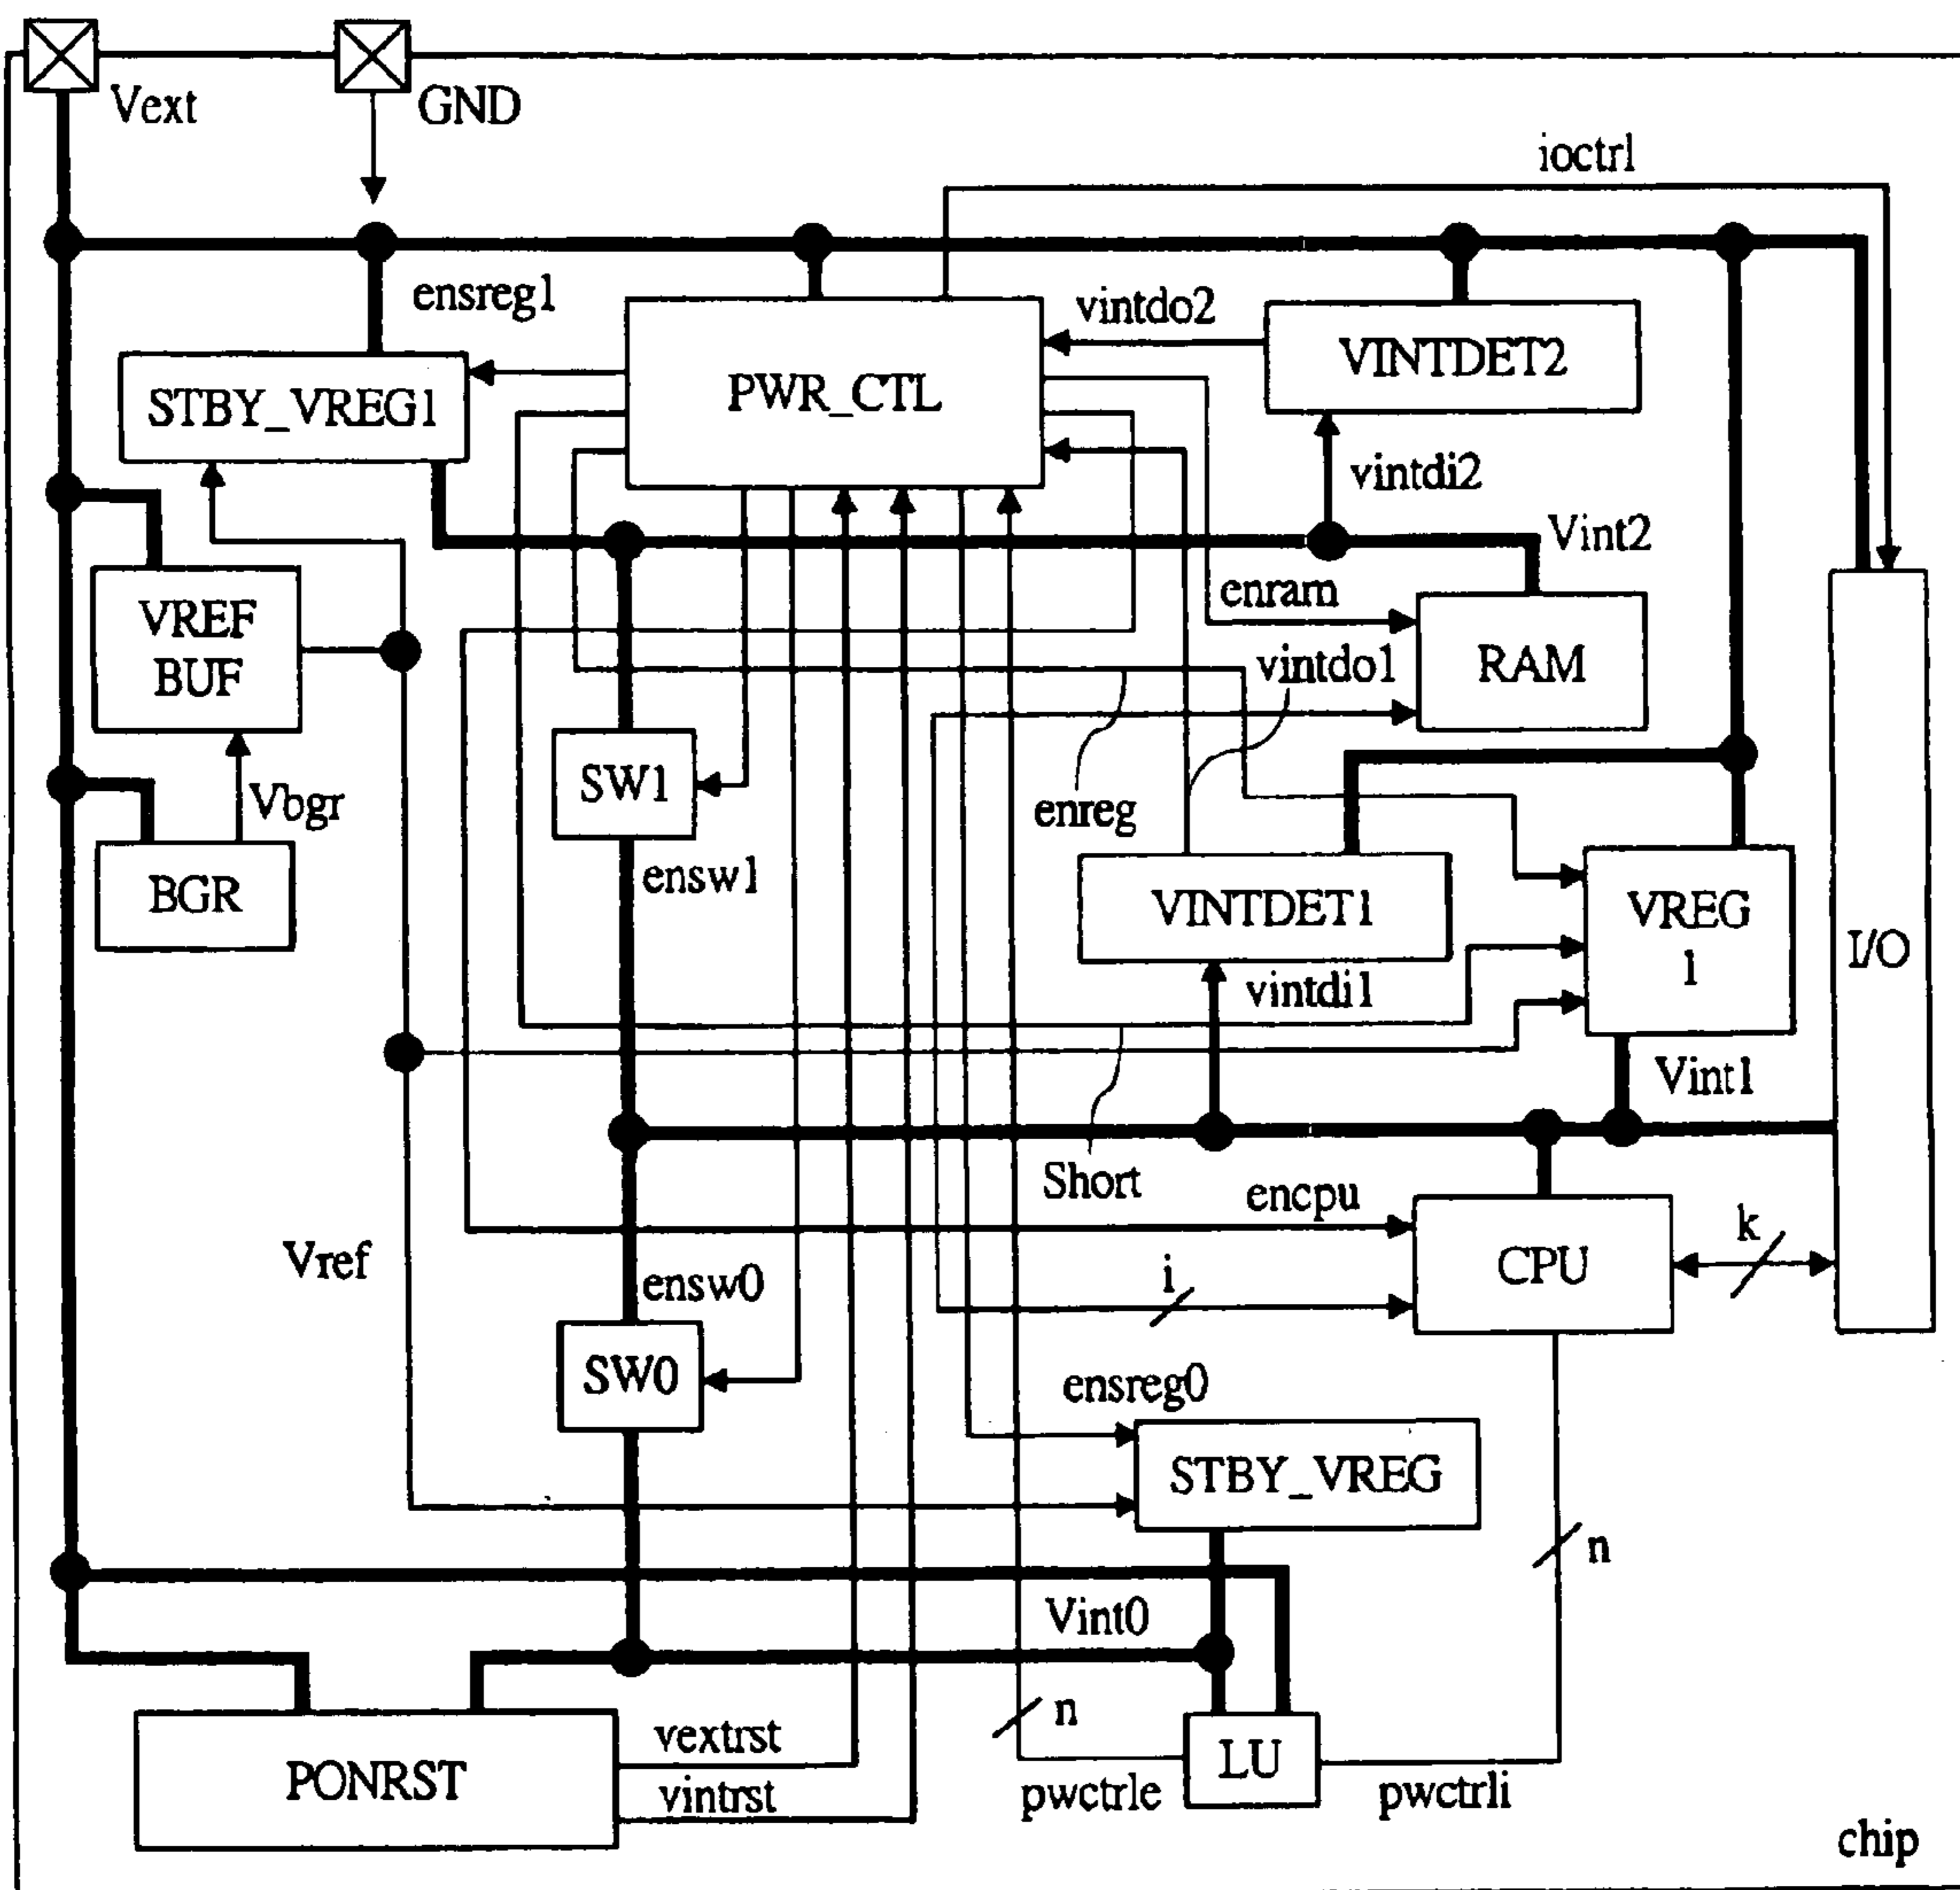 Vext
GND
ioctrl
ensreg1
vintdo2
VINTDET2
PWR_CTL
STBY_VREG1
vintdi2
Vint2
enram
VREF
BUF
vintdo1
RAM
SW1
Vbgr
enreg
BGR
ensw1
VINTDET1
VREG
1
I/O
vintdi1
Vint1
Short
encpu
k
Vref
CPU
ensw0
i
SW0
ensreg0
STBY_VREG
n
Vint0
n
vextrst
LU
PONRST
vintrst
pwctrle
pwctrli
chip